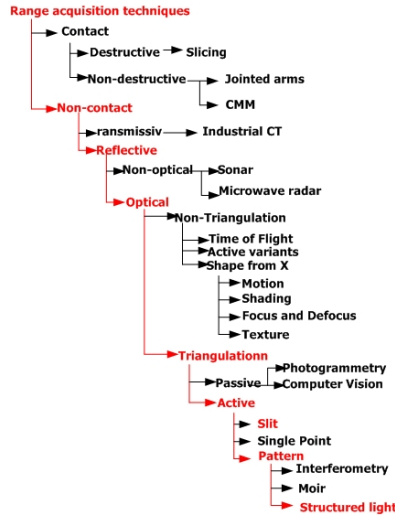 Range acquisition techniques
Contact
Destructive Slicing
Non-destructive Jointed arms
CMM
Non-contact
ransmissiv Industrial CT
Reflective
Non-optical Sonar
Microwave radar
Optical
Non-Triangulation
Time of Flight
Active variants
Shape from X
Motion
Shading
Focus and Defocus
Texture
Triangulationn
Photogrammetry
Passive Computer Vision
Active
Slit
Single Point
Pattern
Interferometry
Moir
Structured light